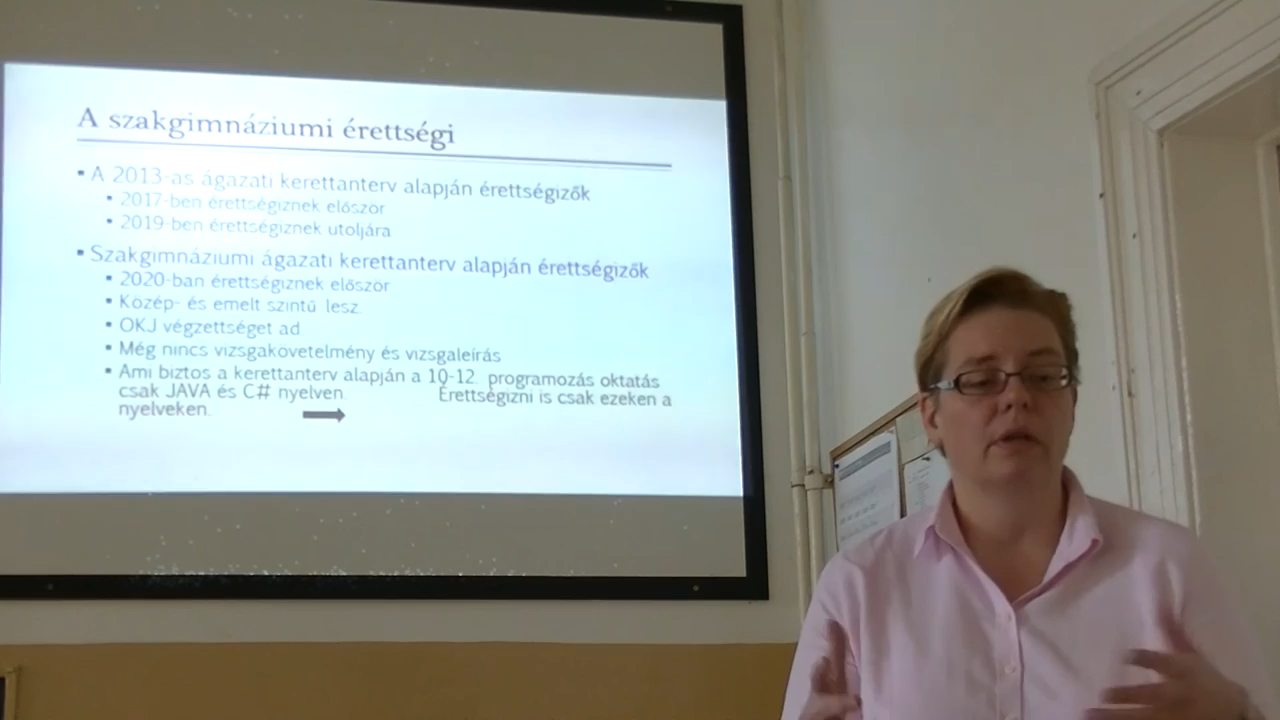 A szakgimnáziumi érettségi
▪ A 2013-as ágazati kerettanterv alapján érettségizők
▪ 2017-ben érettségiznek először
▪ 2019-ben érettségiznek utoljára
▪ Szakgimnáziumi ágazati kerettanterv alapján érettségizők
▪ 2020-ban érettségiznek először
▪ Közép- és emelt szintű lesz.
▪ OKJ végzettséget ad
▪ Még nincs vizsgakövetelmény és vizsgaleírás
▪ Ami biztos a kerettanterv alapján a 10-12. programozás oktatás
csak JAVA és C# nyelven. Érettségizni is csak ezeken a
nyelveken.